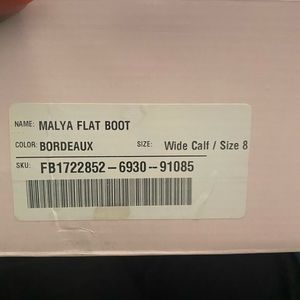 NAME: MALYA FLAT BOOT
COLOR: BORDEAUX SIZE: Wide Calf / Size 8
SKU: FB1722852-6930--91085